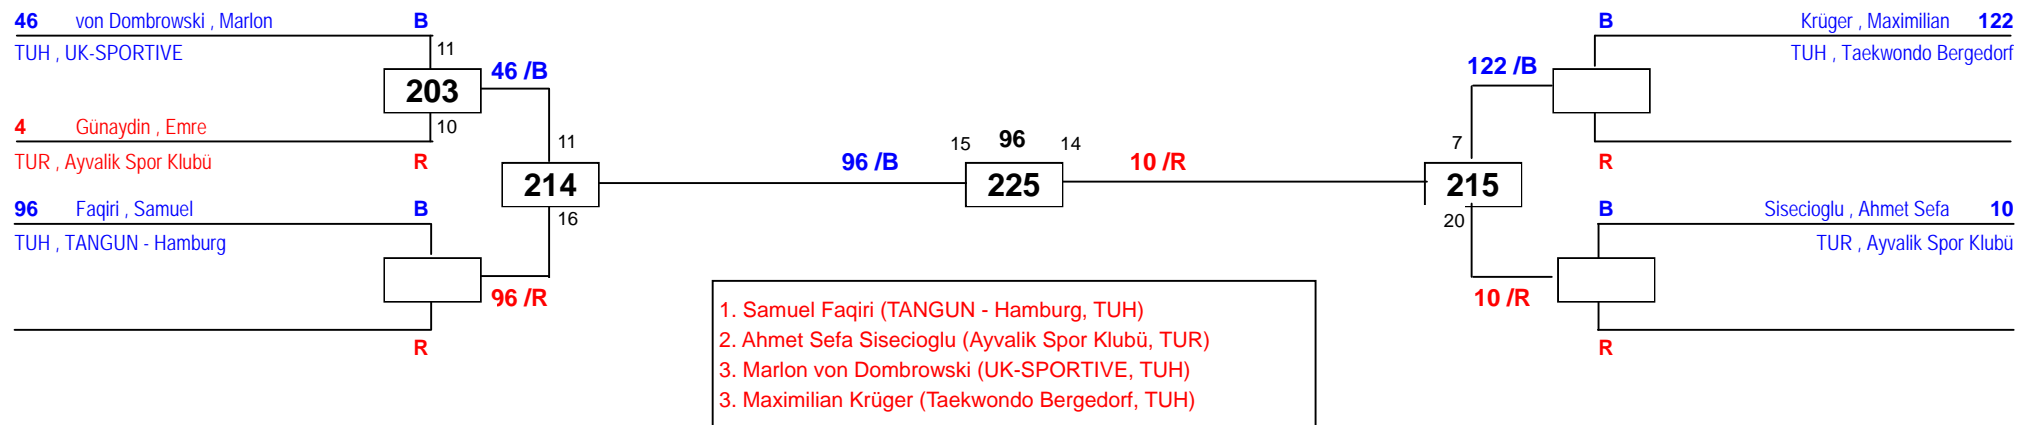 46 von Dombrowski , Marlon B
TUH , UK-SPORTIVE
11
203
46 /B
4 Günaydin , Emre
10
TUR , Ayvalik Spor Klubü R
11
214
16
96 Faqiri , Samuel B
TUH , TANGUN - Hamburg
96 /R
R
96 /B
15 96 14
225
10 /R
B Krüger , Maximilian 122
TUH , Taekwondo Bergedorf
122 /B
R
7
215
20
B Sisecioglu , Ahmet Sefa 10
TUR , Ayvalik Spor Klubü
10 /R
R
1. Samuel Faqiri (TANGUN - Hamburg, TUH)
2. Ahmet Sefa Sisecioglu (Ayvalik Spor Klubü, TUR)
3. Marlon von Dombrowski (UK-SPORTIVE, TUH)
3. Maximilian Krüger (Taekwondo Bergedorf, TUH)